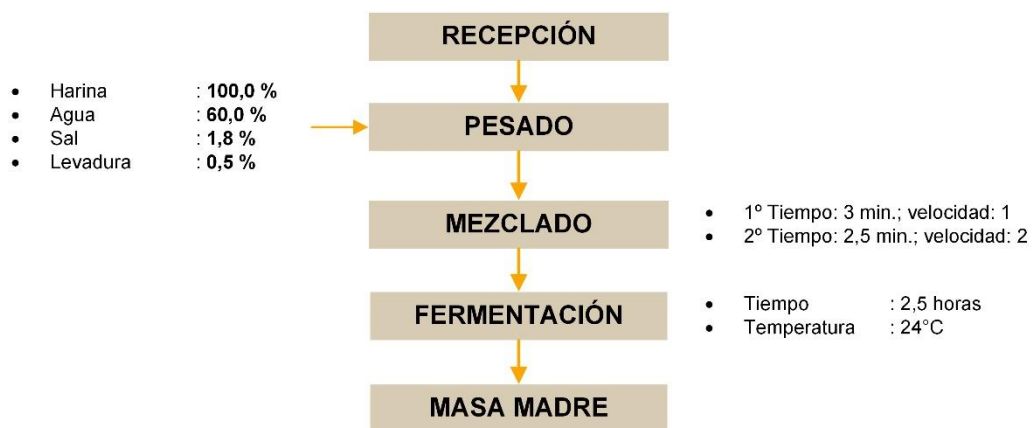 RECEPCIÓN
• Harina : 100,0 %
• Agua : 60,0 %
• Sal : 1,8 %
• Levadura : 0,5 %
PESADO
MEZCLADO
• 1º Tiempo: 3 min.; velocidad: 1
• 2º Tiempo: 2,5 min.; velocidad: 2
FERMENTACIÓN
• Tiempo : 2,5 horas
• Temperatura : 24°C
MASA MADRE